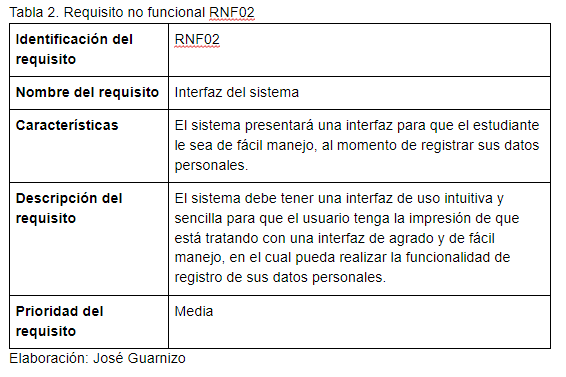 Tabla 2. Requisito no funcional RNF02
Identificación del
requisito
RNF02
Nombre del requisito
Interfaz del sistema
Características
El sistema presentará una interfaz para que el estudiante
le sea de fácil manejo, al momento de registrar sus datos
personales.
Descripción del
requisito
El sistema debe tener una interfaz de uso intuitiva y
sencilla para que el usuario tenga la impresión de que
está tratando con una interfaz de agrado y de fácil
manejo, en el cual pueda realizar la funcionalidad de
registro de sus datos personales.
Prioridad del
requisito
Media
Elaboración: José Guarnizo